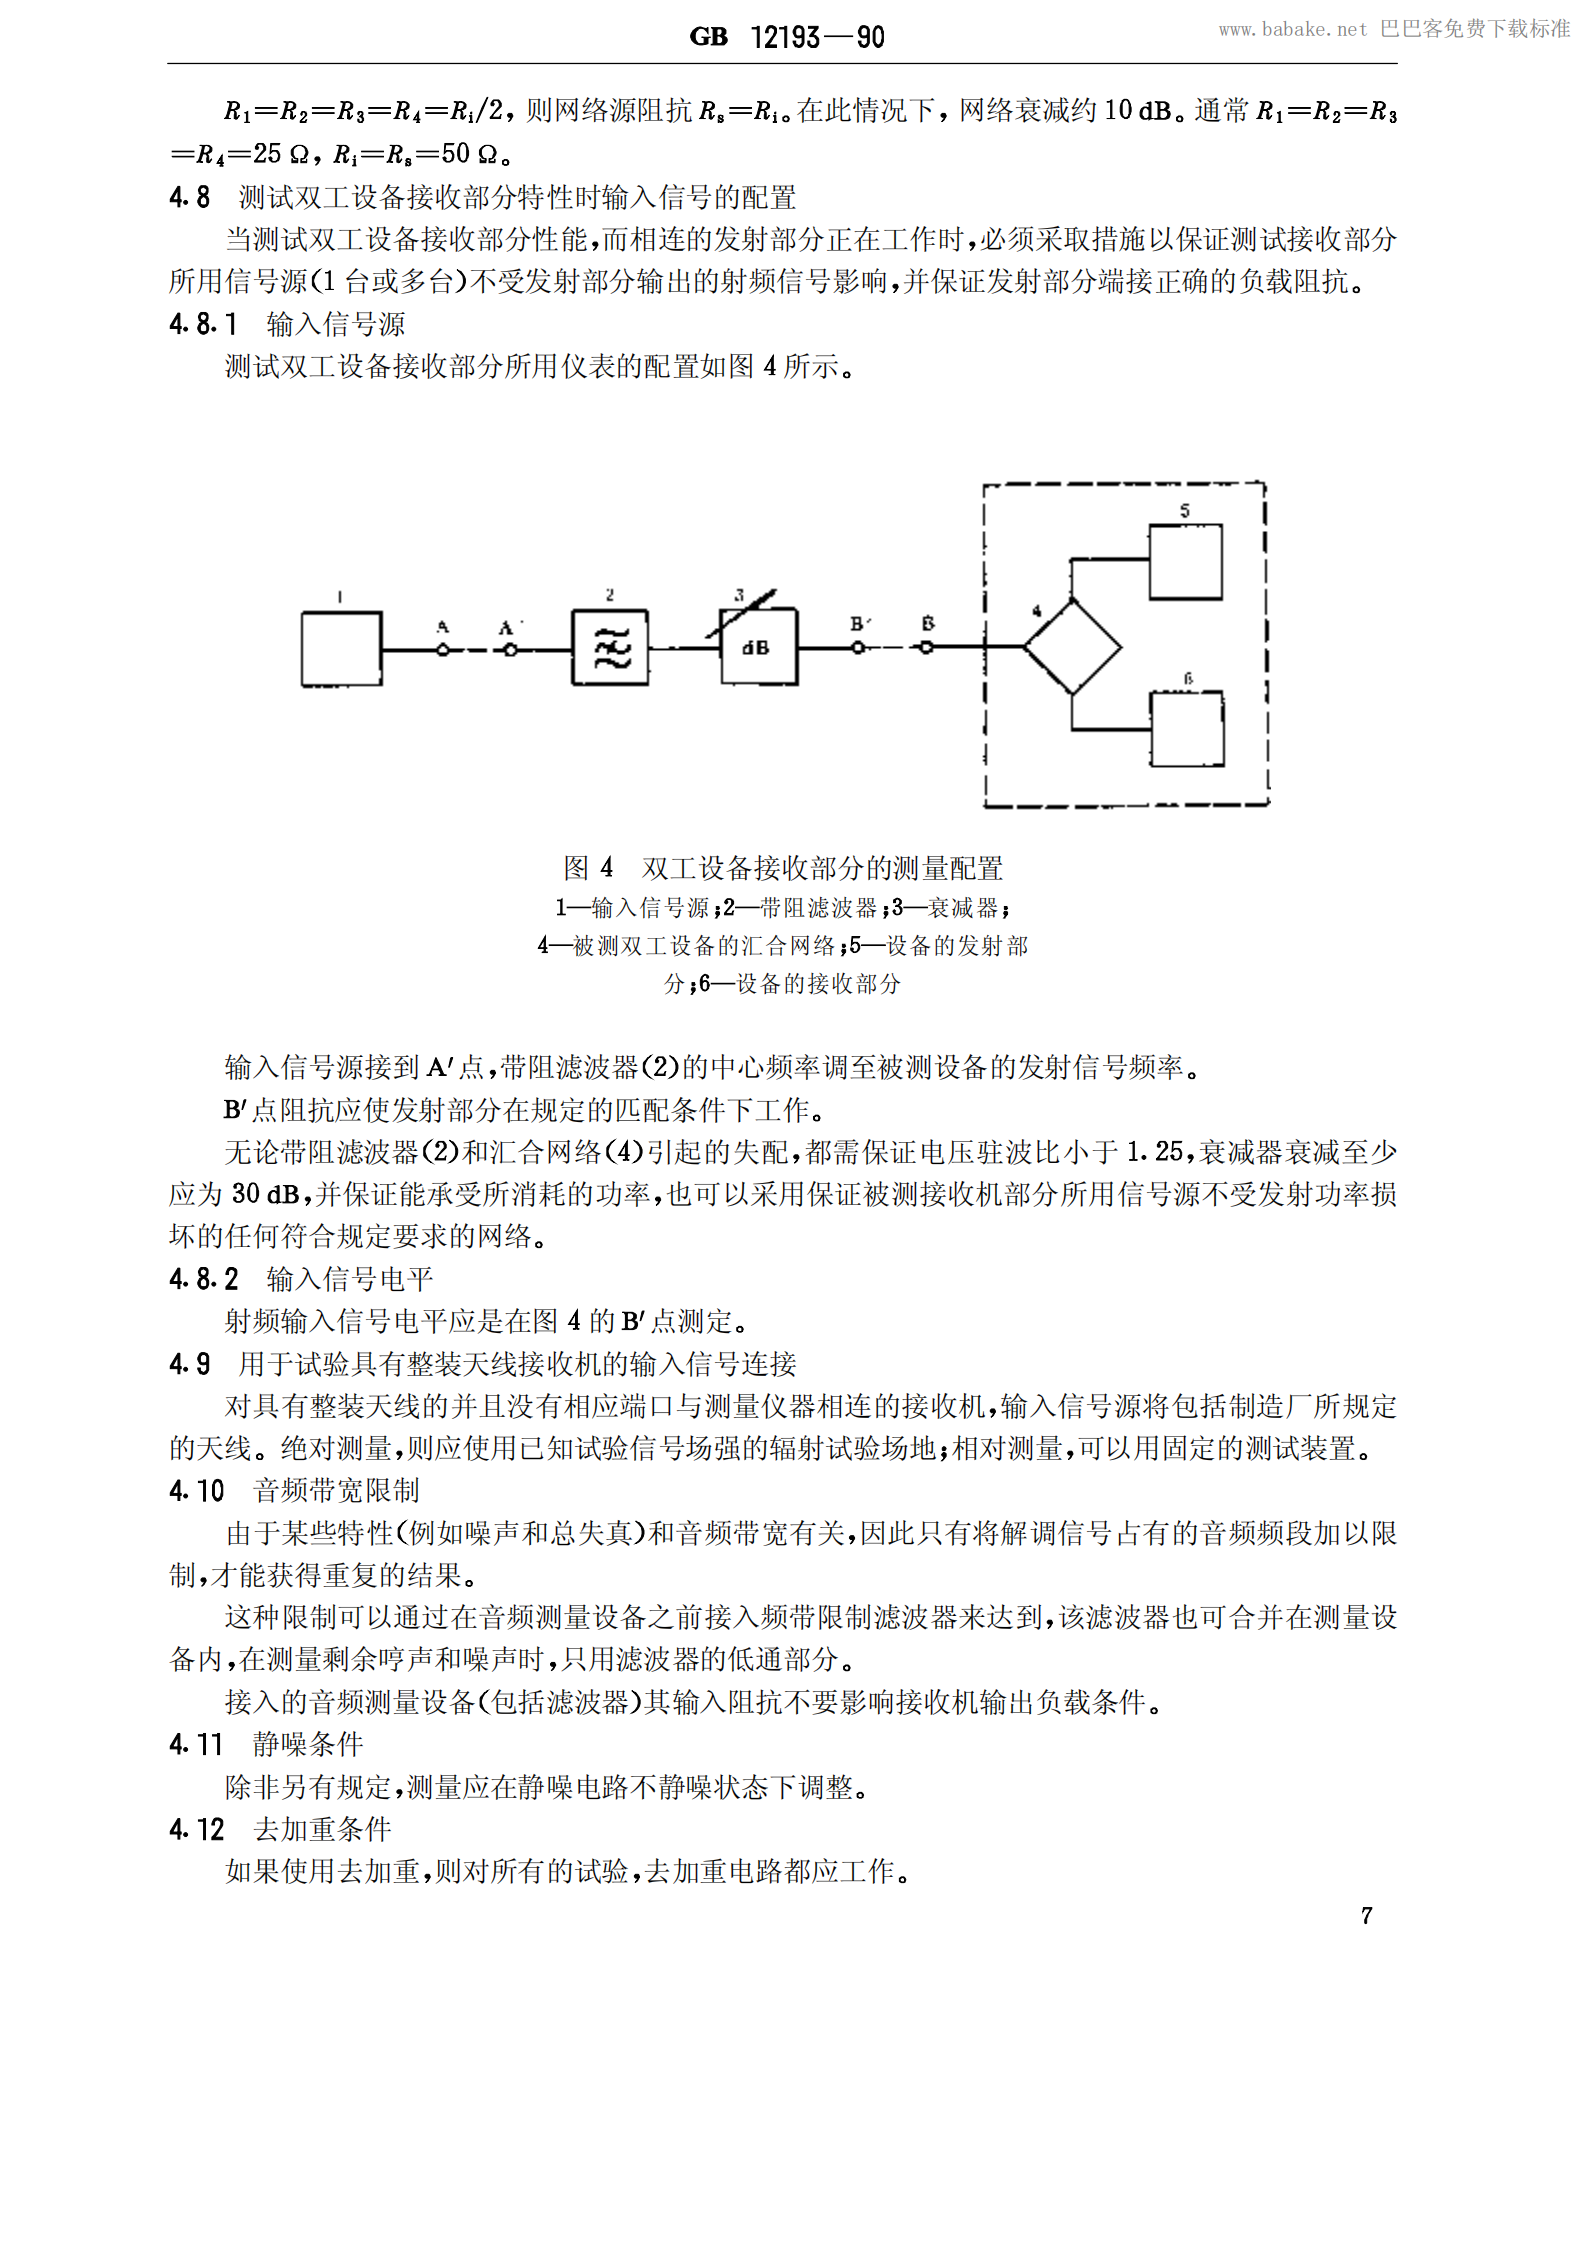 GB 12193—90
www.babake.net 巴巴客免费下载标准
R₁=R₂=R₃=R₄=Rᵢ/2，则网络源阻抗 Rₛ=Rᵢ。在此情况下，网络衰减约 10 dB。通常 R₁=R₂=R₃
=R₄=25 Ω，Rᵢ=Rₛ=50 Ω。
4.8 测试双工设备接收部分特性时输入信号的配置
当测试双工设备接收部分性能，而相连的发射部分正在工作时，必须采取措施以保证测试接收部分
所用信号源(1 台或多台)不受发射部分输出的射频信号影响，并保证发射部分端接正确的负载阻抗。
4.8.1 输入信号源
测试双工设备接收部分所用仪表的配置如图 4 所示。
5
1 2 3 4
A A′ B′ B
dB
6
图 4 双工设备接收部分的测量配置
1—输入信号源；2—带阻滤波器；3—衰减器；
4—被测双工设备的汇合网络；5—设备的发射部
分；6—设备的接收部分
输入信号源接到 A′点，带阻滤波器(2)的中心频率调至被测设备的发射信号频率。
B′点阻抗应使发射部分在规定的匹配条件下工作。
无论带阻滤波器(2)和汇合网络(4)引起的失配，都需保证电压驻波比小于 1.25，衰减器衰减至少
应为 30 dB，并保证能承受所消耗的功率，也可以采用保证被测接收机部分所用信号源不受发射功率损
坏的任何符合规定要求的网络。
4.8.2 输入信号电平
射频输入信号电平应是在图 4 的 B′点测定。
4.9 用于试验具有整装天线接收机的输入信号连接
对具有整装天线的并且没有相应端口与测量仪器相连的接收机，输入信号源将包括制造厂所规定
的天线。绝对测量，则应使用已知试验信号场强的辐射试验场地；相对测量，可以用固定的测试装置。
4.10 音频带宽限制
由于某些特性(例如噪声和总失真)和音频带宽有关，因此只有将解调信号占有的音频频段加以限
制，才能获得重复的结果。
这种限制可以通过在音频测量设备之前接入频带限制滤波器来达到，该滤波器也可合并在测量设
备内，在测量剩余哼声和噪声时，只用滤波器的低通部分。
接入的音频测量设备(包括滤波器)其输入阻抗不要影响接收机输出负载条件。
4.11 静噪条件
除非另有规定，测量应在静噪电路不静噪状态下调整。
4.12 去加重条件
如果使用去加重，则对所有的试验，去加重电路都应工作。
7